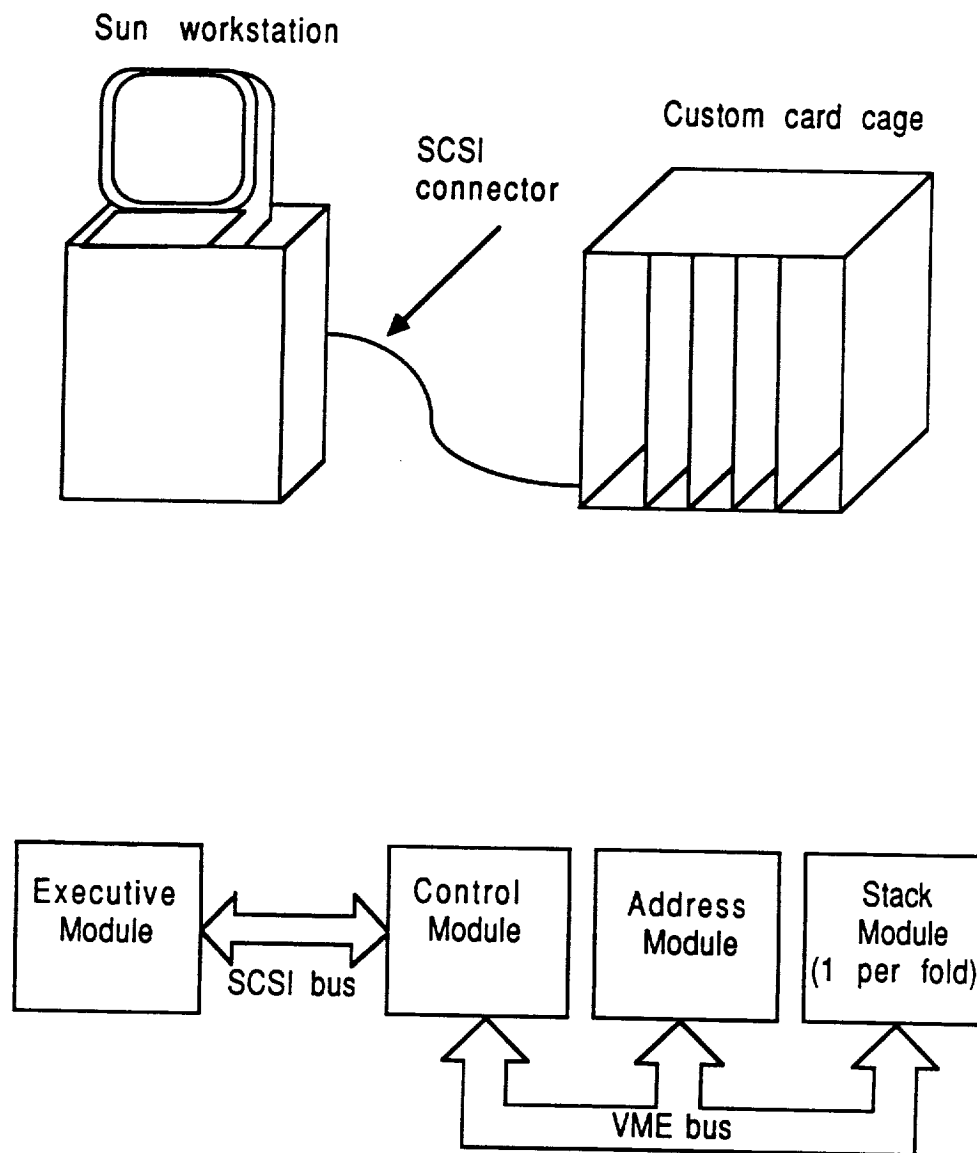 Sun workstation
Custom card cage
SCSI
connector
Executive
Module
SCSI bus
Control
Module
Address
Module
Stack
Module
(1 per fold)
VME bus